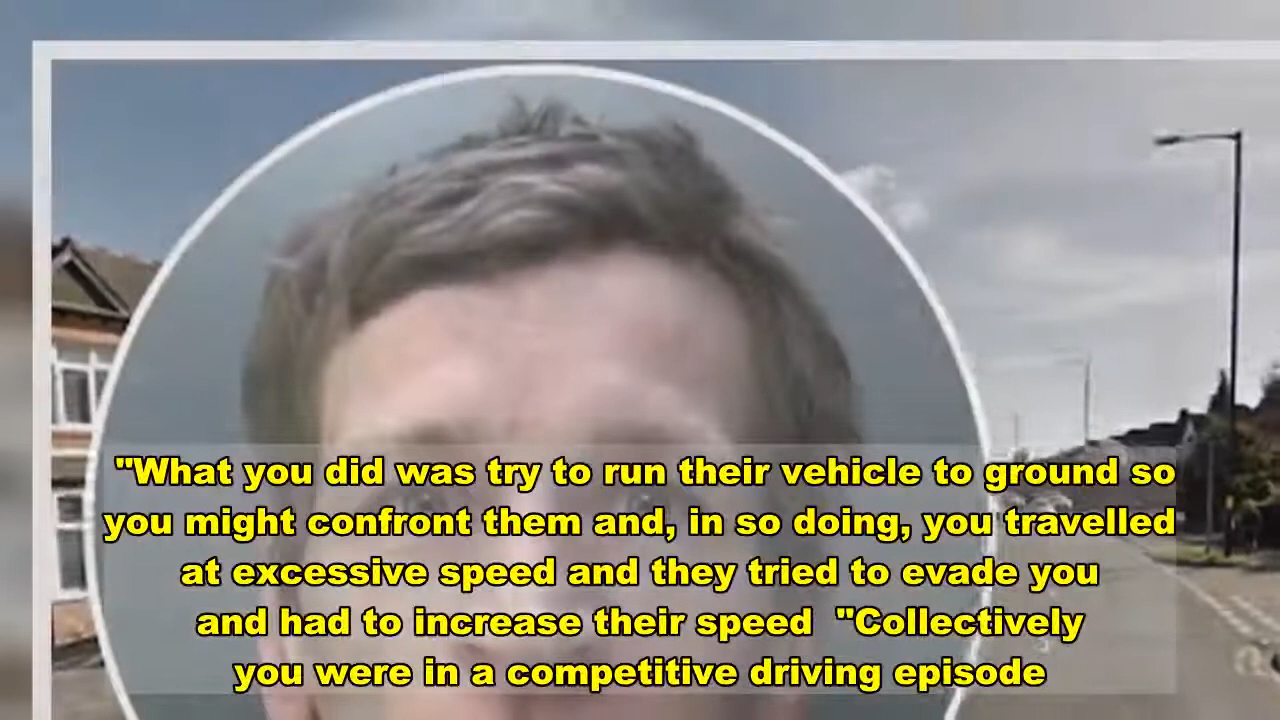 "What you did was try to run their vehicle to ground so
you might confront them and, in so doing, you travelled
at excessive speed and they tried to evade you
and had to increase their speed  "Collectively
you were in a competitive driving episode